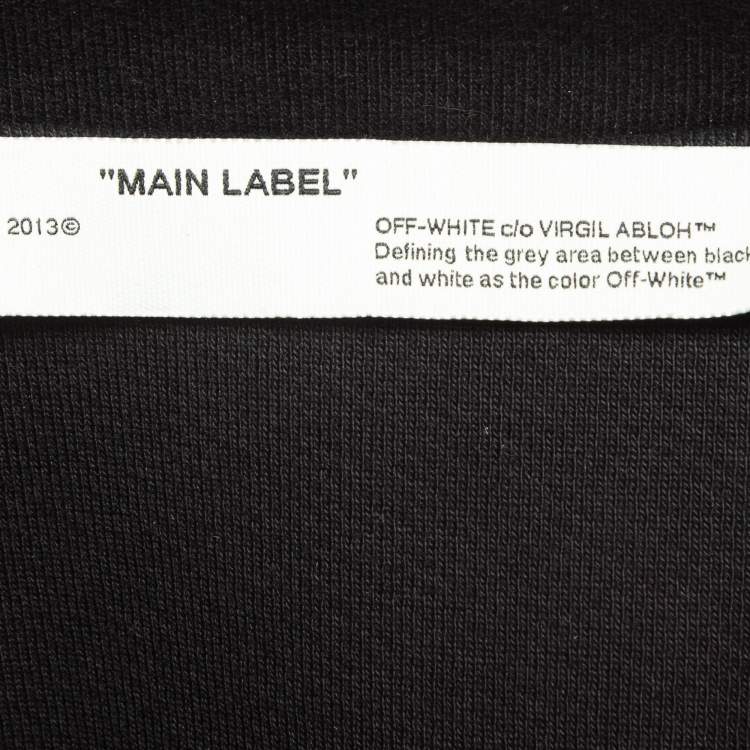 "MAIN LABEL"
2013©
OFF-WHITE c/o VIRGIL ABLOH™
Defining the grey area between black
and white as the color Off-White™